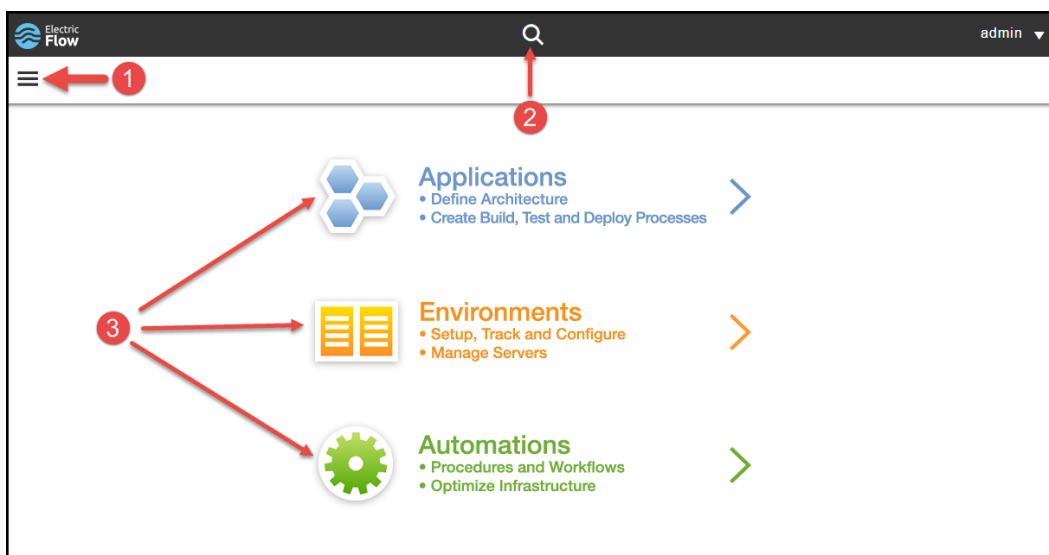 Electric
Flow
admin
1
2
Applications
• Define Architecture
• Create Build, Test and Deploy Processes
3
Environments
• Setup, Track and Configure
• Manage Servers
Automations
• Procedures and Workflows
• Optimize Infrastructure